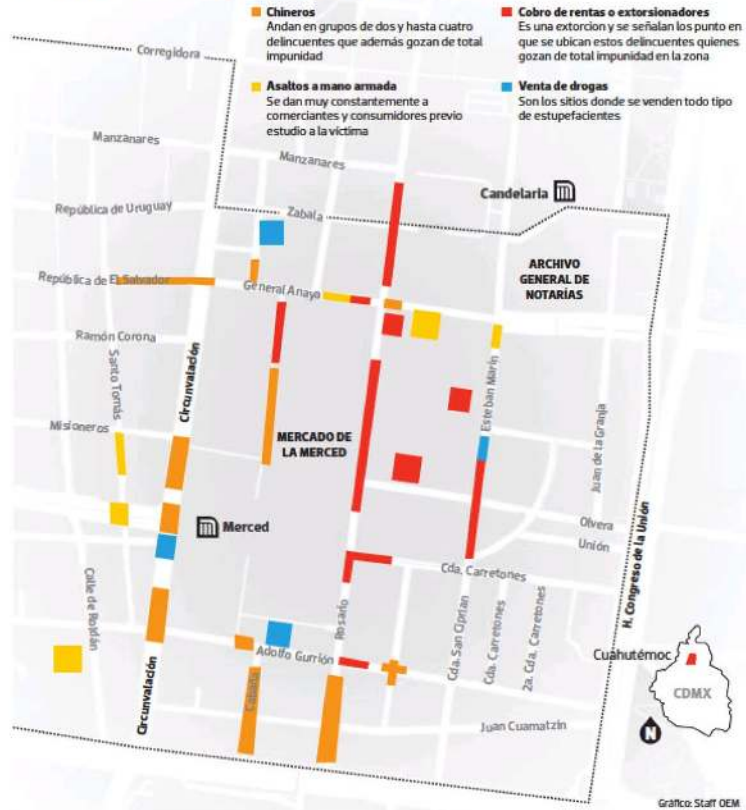 Chineros
Andan en grupos de dos y hasta cuatro
delincuentes que además gozan de total
impunidad
Cobro de rentas o extorsionadores
Es una extorcion y se señalan los punto en
que se ubican estos delincuentes quienes
gozan de total impunidad en la zona
Asaltos a mano armada
Se dan muy constantemente a
comerciantes y consumidores previo
estudio a la víctima
Venta de drogas
Son los sitios donde se venden todo tipo
de estupefacientes
Corregidora
Manzanares
Manzanares
Candelaria
República de Uruguay
Zabala
ARCHIVO
GENERAL DE
NOTARÍAS
República de El Salvador
General Anaya
Ramón Corona
Santo Tomás
Circunvalación
Esteban Marín
Juan de la Granja
Misioneros
MERCADO DE
LA MERCED
Merced
Olvera
Unión
H. Congreso de la Unión
Cda. Carretones
Calle de Roldán
Rosario
Cda. San Ciprian
Cda. Carretones
2a. Cda. Carretones
Adolfo Gurrión
Cabaña
Circunvalación
Juan Cuamatzin
Cuahutémoc
CDMX
N
Gráfico: Staff OEM